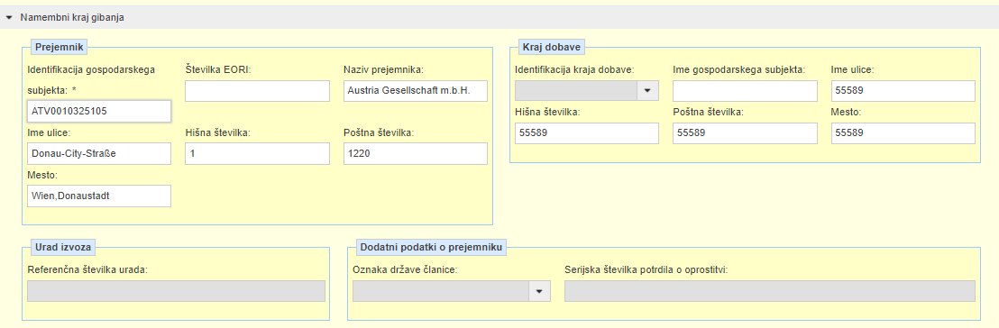 Namembni kraj gibanja
Prejemnik
Identifikacija gospodarskega
subjekta: *
ATV0010325105
Številka EORI:
Naziv prejemnika:
Austria Gesellschaft m.b.H.
Ime ulice:
Donau-City-Straße
Hišna številka:
1
Poštna številka:
1220
Mesto:
Wien,Donaustadt
Kraj dobave
Identifikacija kraja dobave:
Ime gospodarskega subjekta:
Ime ulice:
55589
Hišna številka:
55589
Poštna številka:
55589
Mesto:
55589
Urad izvoza
Referenčna številka urada:
Dodatni podatki o prejemniku
Oznaka države članice:
Serijska številka potrdila o oprostitvi: